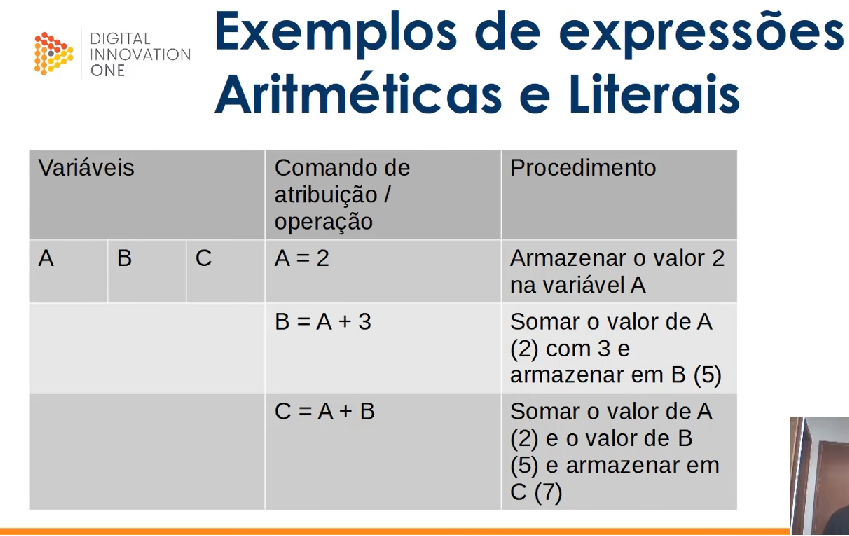 DIGITAL
INNOVATION
ONE
Exemplos de expressões
Aritméticas e Literais
Variáveis
Comando de
atribuição /
operação
Procedimento
A
B
C
A = 2
Armazenar o valor 2
na variável A
B = A + 3
Somar o valor de A
(2) com 3 e
armazenar em B (5)
C = A + B
Somar o valor de A
(2) e o valor de B
(5) e armazenar em
C (7)